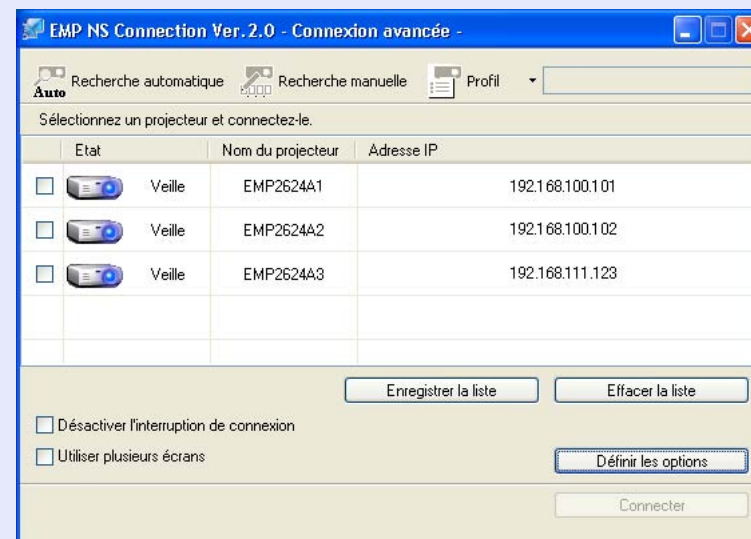 EMP NS Connection Ver.2.0 - Connexion avancée -
Auto Recherche automatique Recherche manuelle Profil
Sélectionnez un projecteur et connectez-le.
Etat Nom du projecteur Adresse IP
Veille EMP2624A1 192.168.100.101
Veille EMP2624A2 192.168.100.102
Veille EMP2624A3 192.168.111.123
Enregistrer la liste Effacer la liste
Désactiver l'interruption de connexion
Utiliser plusieurs écrans
Définir les options
Connecter